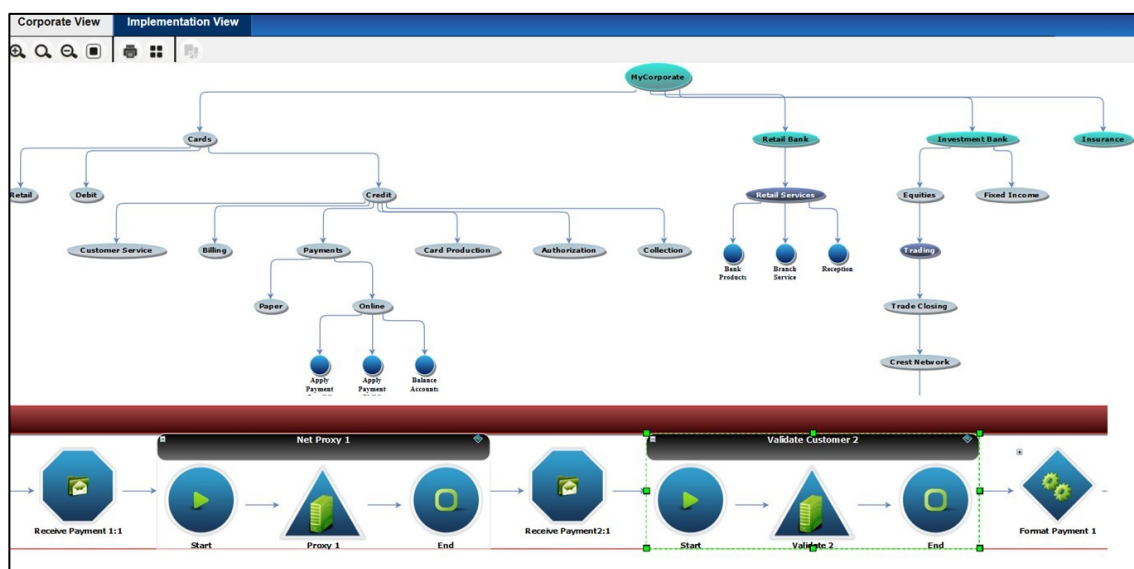 Corporate View
Implementation View
MyCorporate
Cards
Retail Bank
Investment Bank
Insurance
Retail
Debit
Credit
Retail Services
Equities
Fixed Income
Customer Service
Billing
Payments
Card Production
Authorization
Collection
Bank
Products
Branch
Service
Reception
Trading
Paper
Online
Trade Closing
Apply
Payment
Apply
Payment
Balance
Accounts
Crest Network
Net Proxy 1
Validate Customer 2
Receive Payment 1:1
Start
Proxy 1
End
Receive Payment2:1
Start
Validate 2
End
Format Payment 1